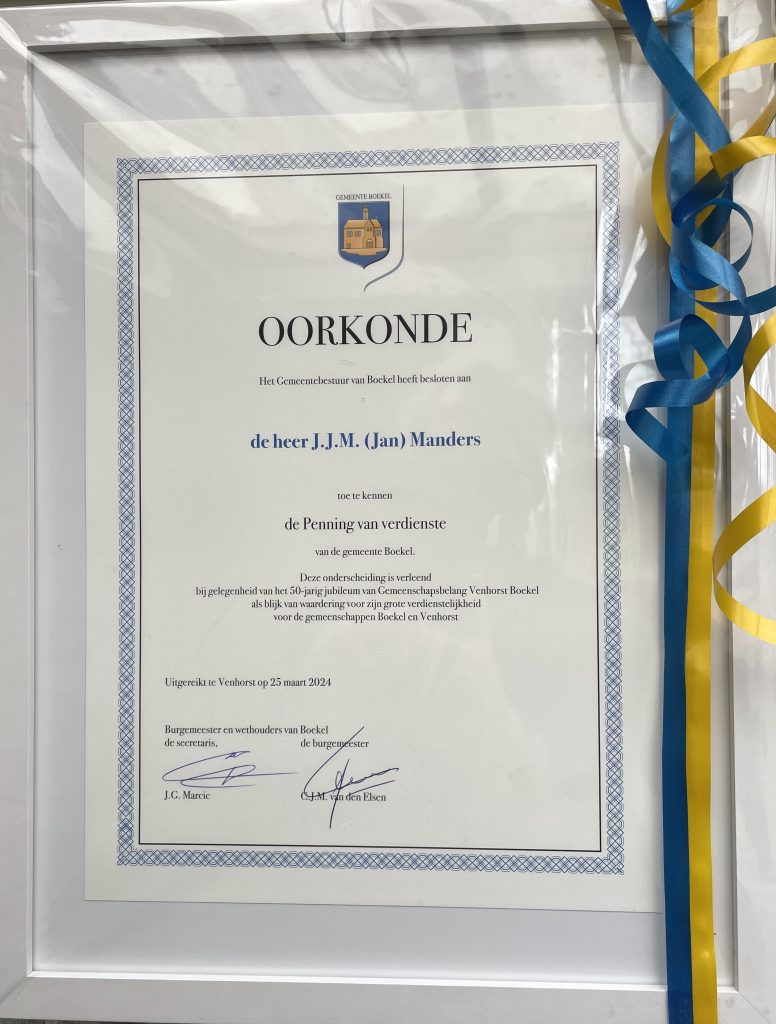 GEMEENTE BOEKEL
OORKONDE
Het Gemeentebestuur van Boekel heeft besloten aan
de heer J.J.M. (Jan) Manders
toe te kennen
de Penning van verdienste
van de gemeente Boekel.
Deze onderscheiding is verleend
bij gelegenheid van het 50-jarig jubileum van Gemeenschapsbelang Venhorst Boekel
als blijk van waardering voor zijn grote verdienstelijkheid
voor de gemeenschappen Boekel en Venhorst
Uitgereikt te Venhorst op 25 maart 2024
Burgemeester en wethouders van Boekel
de secretaris, de burgemeester
J.G. Marcic C.J.M. van den Elsen